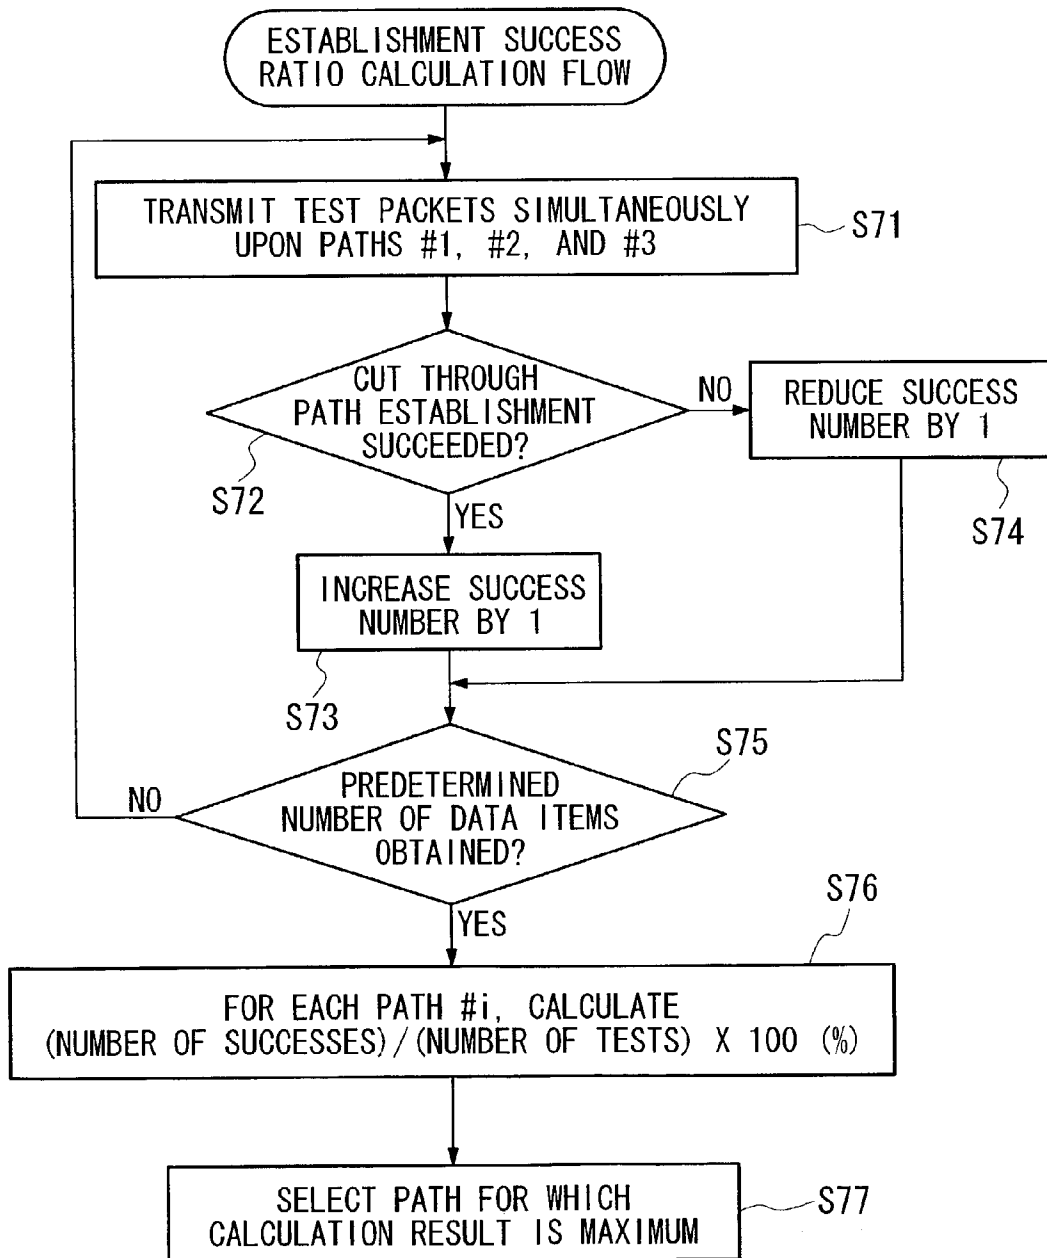 ESTABLISHMENT SUCCESS
RATIO CALCULATION FLOW
TRANSMIT TEST PACKETS SIMULTANEOUSLY
UPON PATHS #1, #2, AND #3
S71
CUT THROUGH
PATH ESTABLISHMENT
SUCCEEDED?
S72
NO
REDUCE SUCCESS
NUMBER BY 1
S74
YES
INCREASE SUCCESS
NUMBER BY 1
S73
PREDETERMINED
NUMBER OF DATA ITEMS
OBTAINED?
S75
NO
YES
S76
FOR EACH PATH #i, CALCULATE
(NUMBER OF SUCCESSES)/(NUMBER OF TESTS) X 100 (%)
SELECT PATH FOR WHICH
CALCULATION RESULT IS MAXIMUM
S77